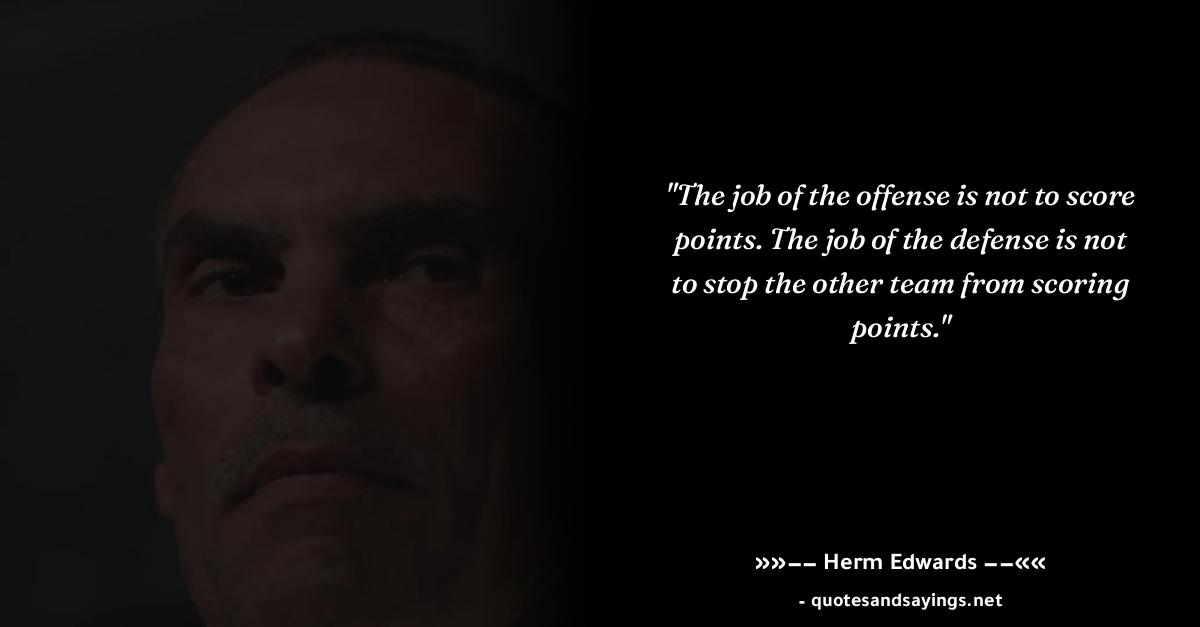 "The job of the offense is not to score
points. The job of the defense is not
to stop the other team from scoring
points."
»»–– Herm Edwards ––««
- quotesandsayings.net